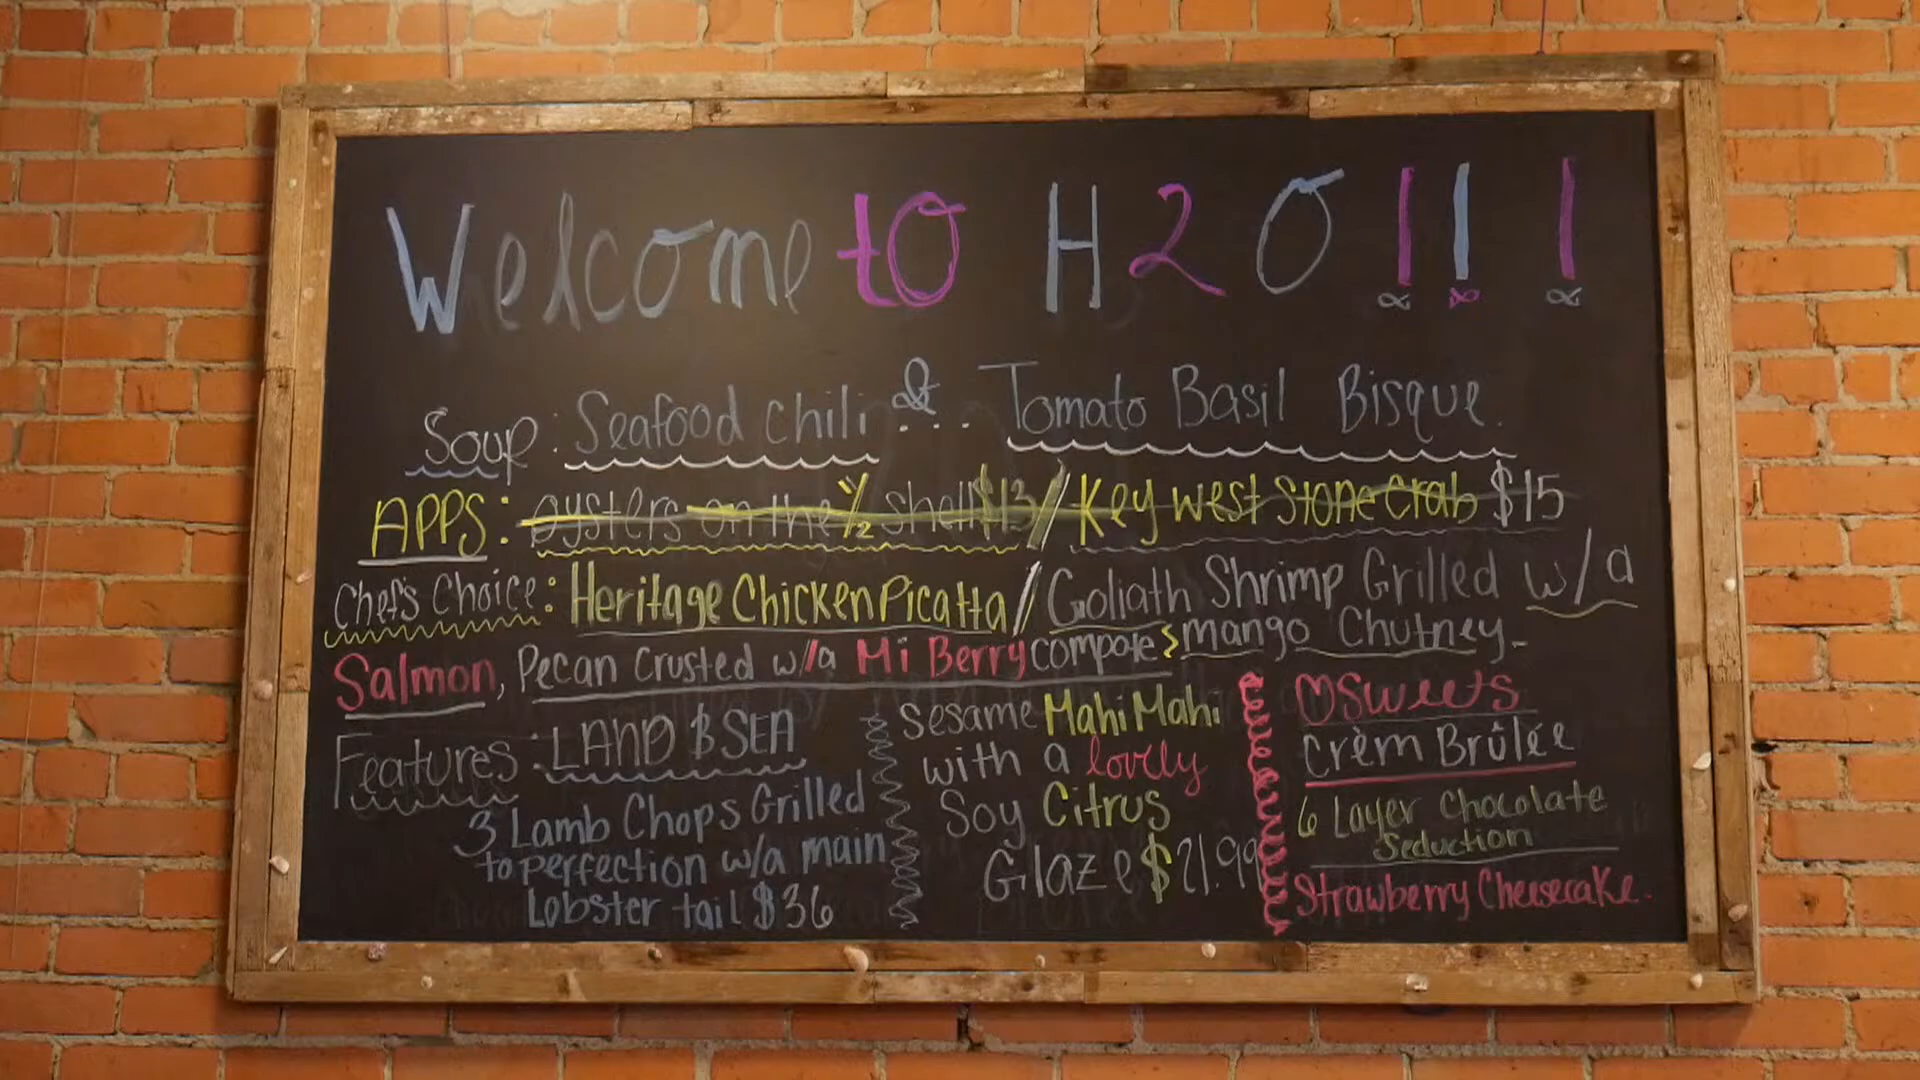 Welcome to H2O!!!
Soup: Seafood chili & ... Tomato Basil Bisque.
APPS: oysters on the 1/2 shell $13 / Key west stone crab $15
Chef's Choice: Heritage Chicken Picatta / Goliath Shrimp Grilled w/a
mango Chutney-
Salmon, Pecan Crusted w/a Mi Berry compote
Features: LAND & SEA
3 Lamb Chops Grilled
to perfection w/a main
Lobster tail $36
Sesame Mahi Mahi
with a lovely
Soy Citrus
Glaze $21.99
Sweets
Crèm Brûlée
6 Layer Chocolate
Seduction
Strawberry Cheesecake.